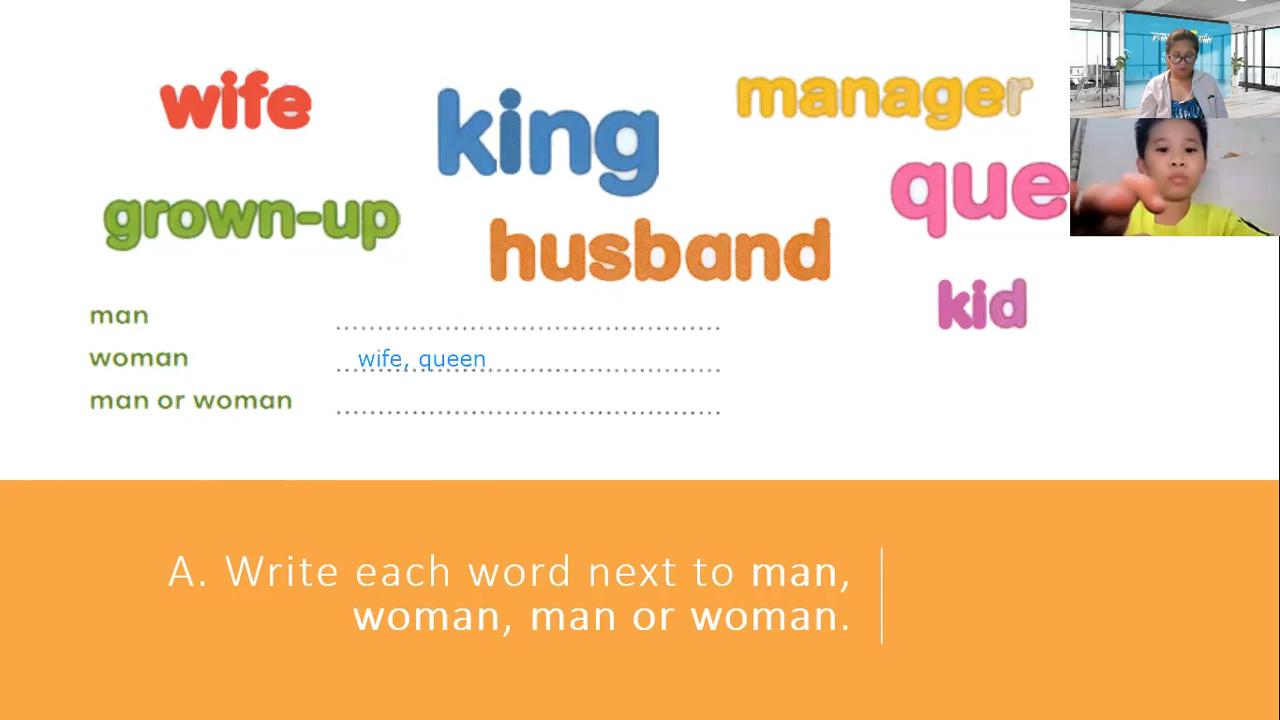 wife
king
manager
grown-up
husband
que
kid
man
woman wife, queen
man or woman
A. Write each word next to man,
woman, man or woman.